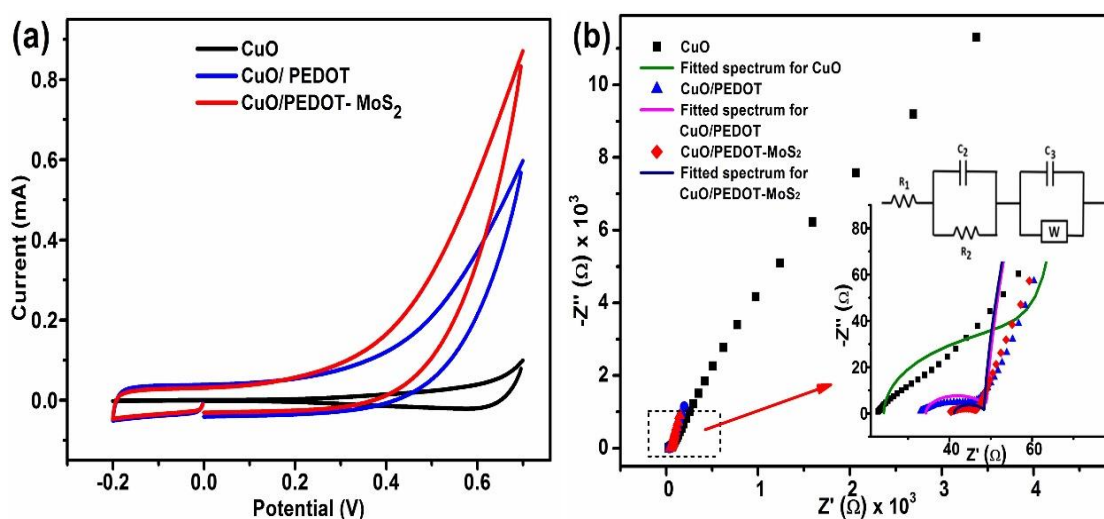 (a)
CuO
CuO/ PEDOT
CuO/PEDOT- MoS₂
Current (mA)
0.8
0.6
0.4
0.2
0.0
-0.2 0.0 0.2 0.4 0.6
Potential (V)
(b)
CuO
Fitted spectrum for CuO
CuO/PEDOT
Fitted spectrum for
CuO/PEDOT
CuO/PEDOT-MoS₂
Fitted spectrum for
CuO/PEDOT-MoS₂
-Z'' (Ω) x 10³
10
8
6
4
2
0
0 1 2 3 4
Z' (Ω) x 10³
R₁
C₂
R₂
C₃
W
-Z'' (Ω)
80
60
40
20
0
40 60
Z' (Ω)